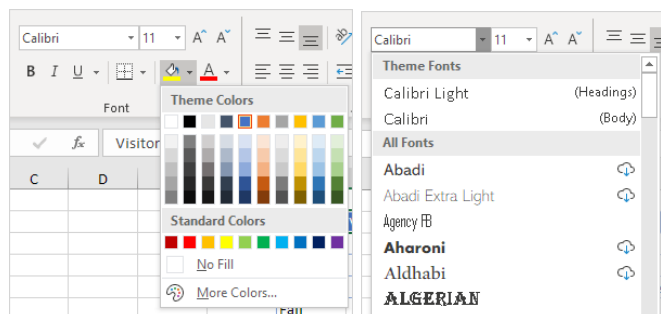 Calibri 11 A^ A˅
B I U A
Font
Theme Colors
fx Visitor
C D
Standard Colors
No Fill
More Colors...
Fall
Calibri 11 A^ A˅
Theme Fonts
Calibri Light (Headings)
Calibri (Body)
All Fonts
Abadi
Abadi Extra Light
Agency FB
Aharoni
Aldhabi
ALGERIAN